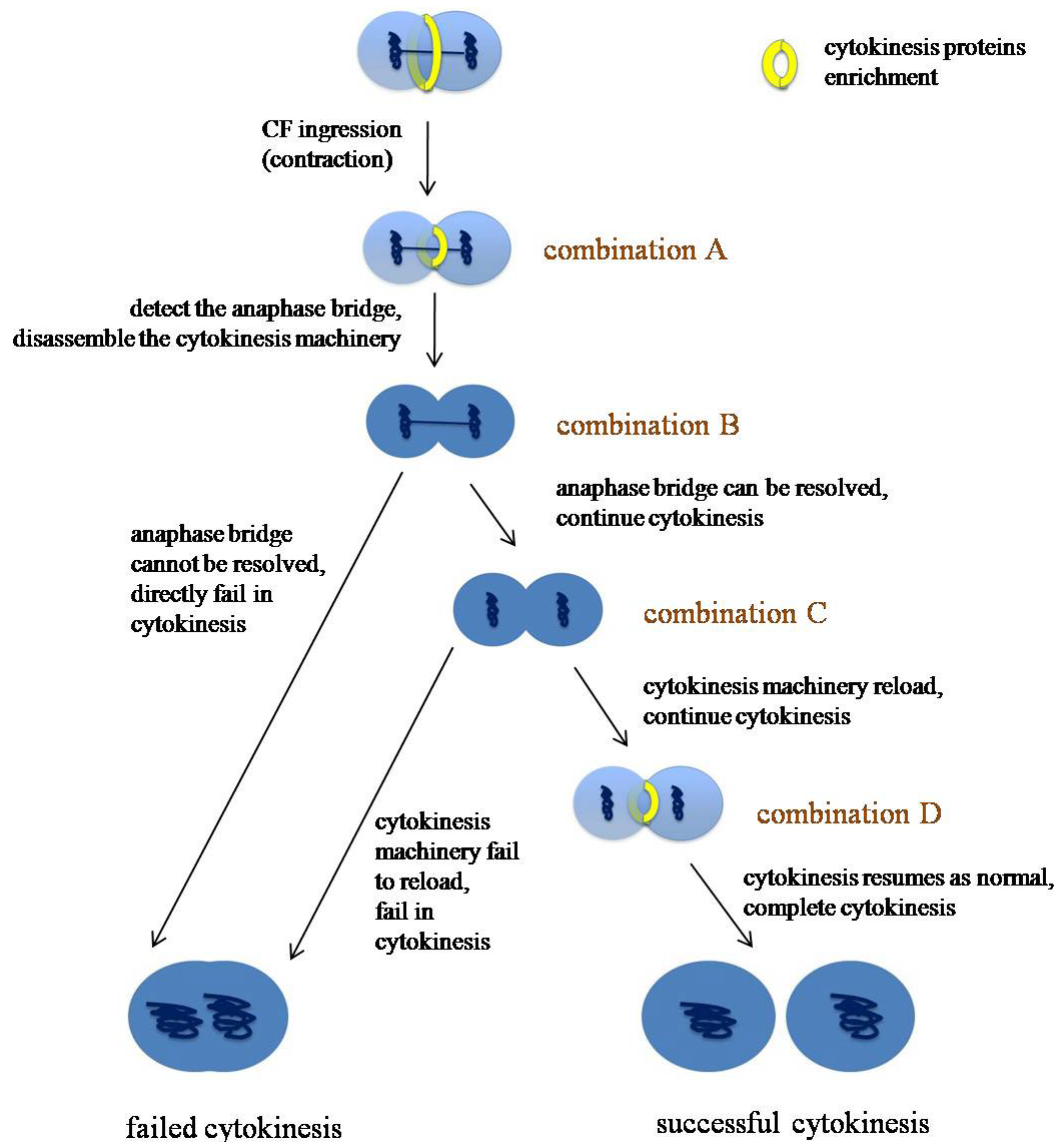 cytokinesis proteins
enrichment
CF ingression
(contraction)
combination A
detect the anaphase bridge,
disassemble the cytokinesis machinery
combination B
anaphase bridge can be resolved,
continue cytokinesis
anaphase bridge
cannot be resolved,
directly fail in
cytokinesis
combination C
cytokinesis machinery reload,
continue cytokinesis
combination D
cytokinesis
machinery fail
to reload,
fail in
cytokinesis
cytokinesis resumes as normal,
complete cytokinesis
failed cytokinesis
successful cytokinesis